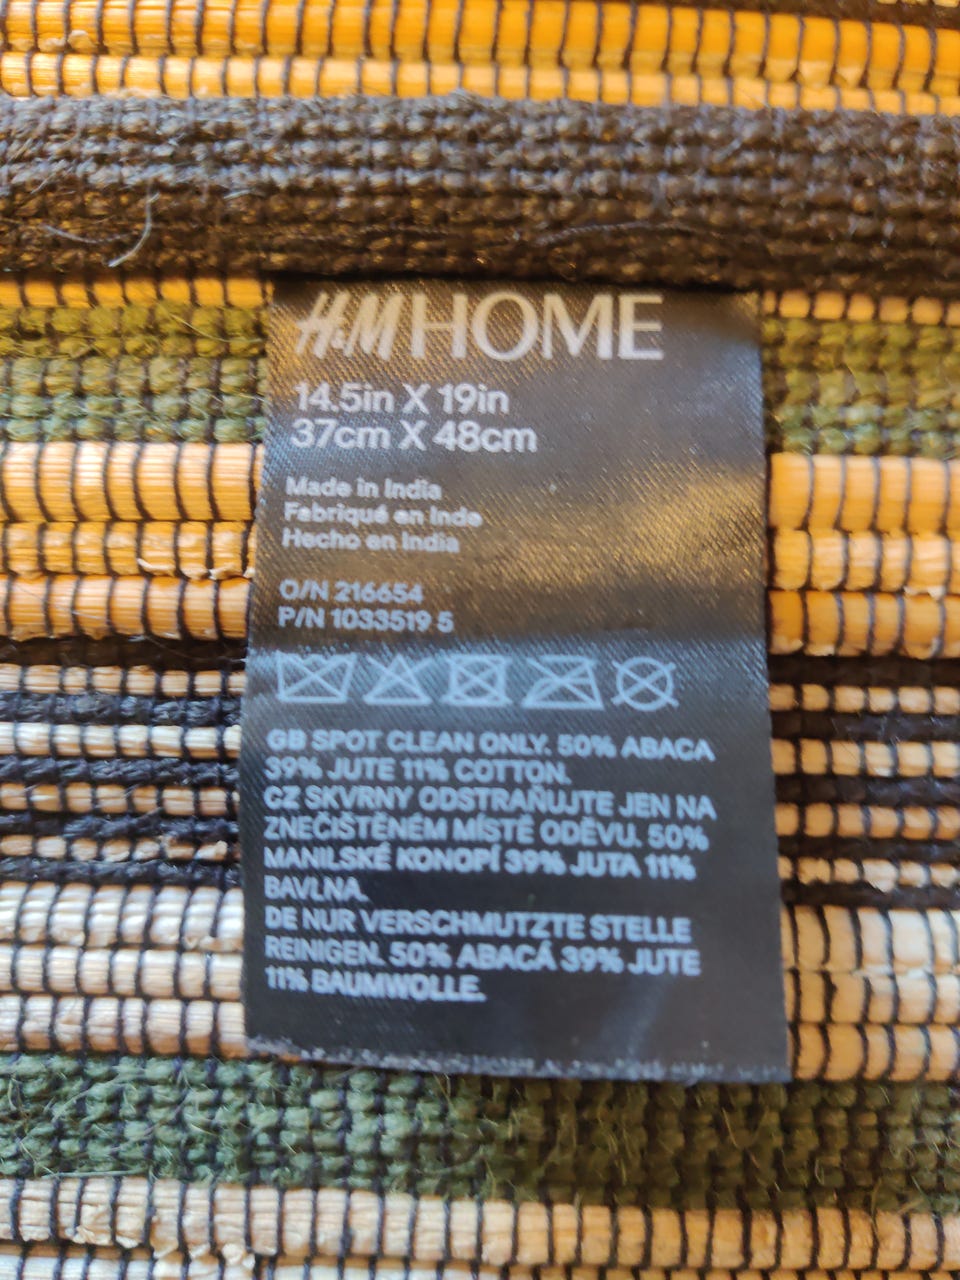 H&M HOME
14.5in X 19in
37cm X 48cm
Made in India
Fabriqué en Inde
Hecho en India
O/N 216654
P/N 1033519 5
GB SPOT CLEAN ONLY. 50% ABACA
39% JUTE 11% COTTON.
CZ SKVRNY ODSTRAŇUJTE JEN NA
ZNEČIŠTĚNÉM MÍSTĚ ODĚVU. 50%
MANILSKÉ KONOPÍ 39% JUTA 11%
BAVLNA.
DE NUR VERSCHMUTZTE STELLE
REINIGEN. 50% ABACÁ 39% JUTE
11% BAUMWOLLE.